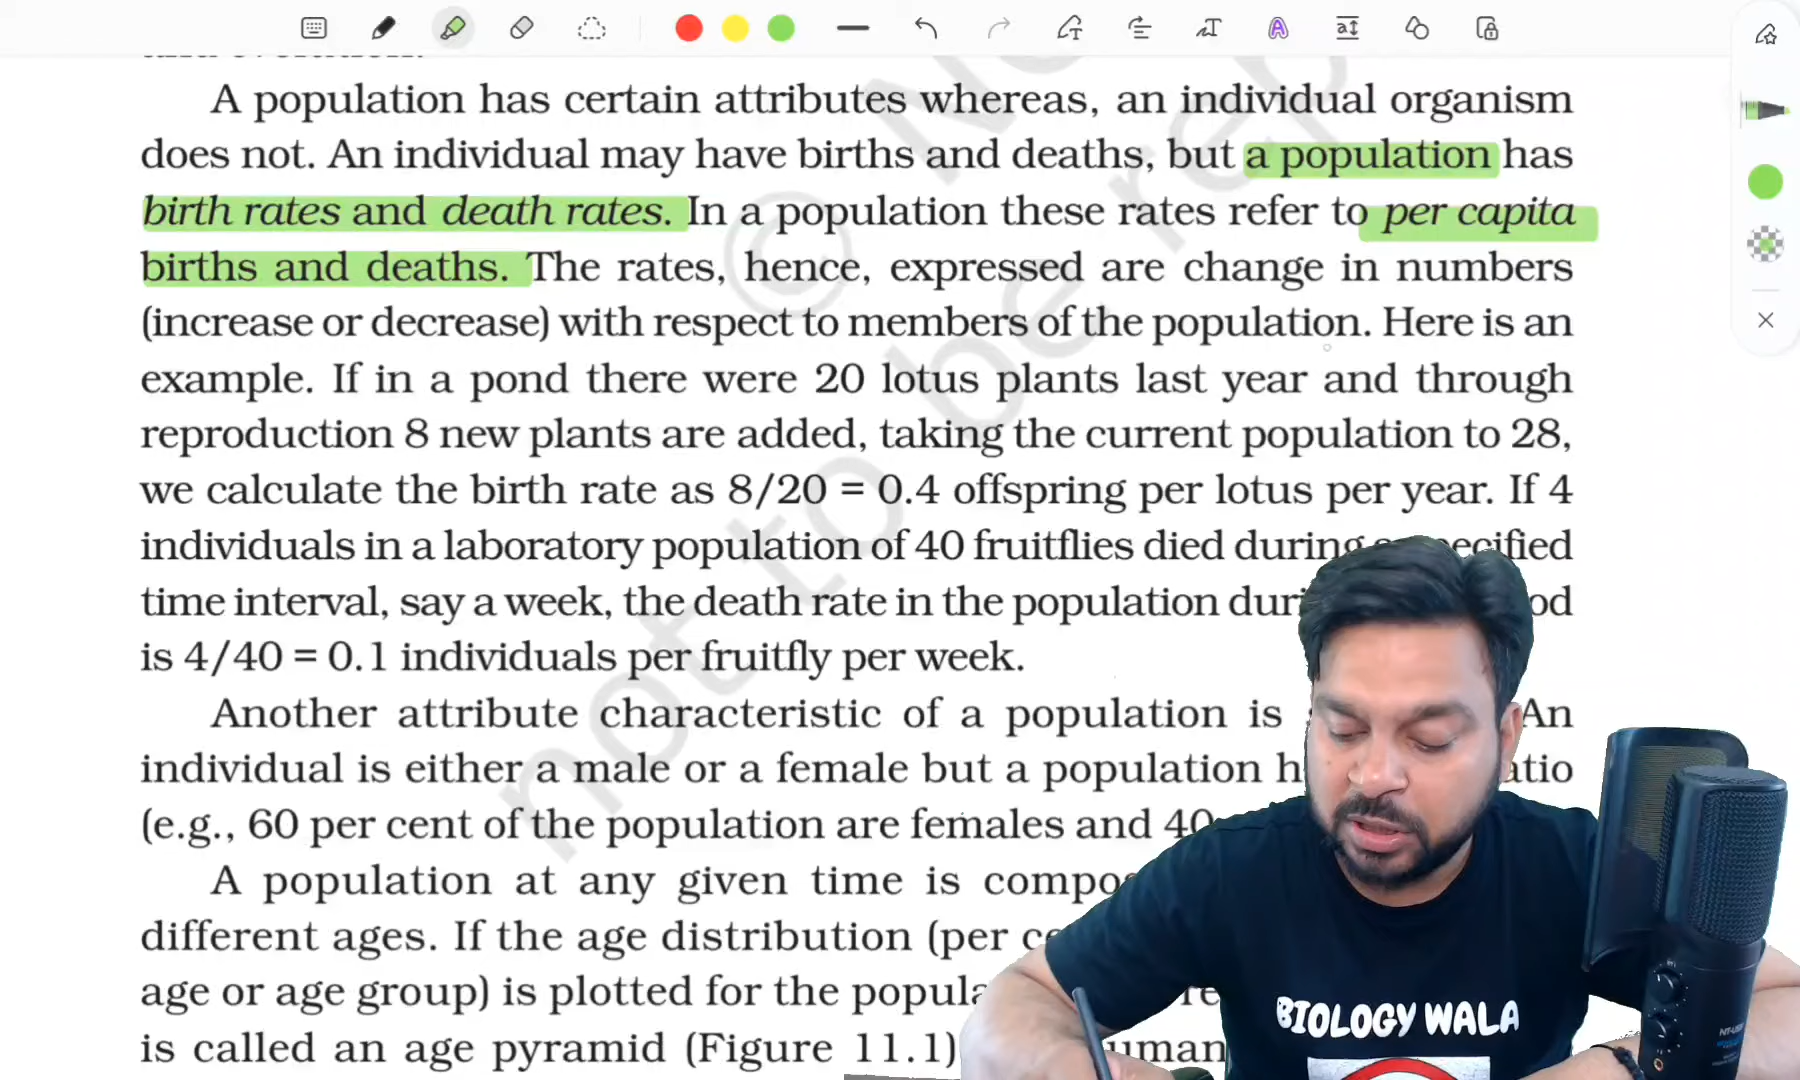 A population has certain attributes whereas, an individual organism
does not. An individual may have births and deaths, but a population has
birth rates and death rates. In a population these rates refer to per capita
births and deaths. The rates, hence, expressed are change in numbers
(increase or decrease) with respect to members of the population. Here is an
example. If in a pond there were 20 lotus plants last year and through
reproduction 8 new plants are added, taking the current population to 28,
we calculate the birth rate as 8/20 = 0.4 offspring per lotus per year. If 4
individuals in a laboratory population of 40 fruitflies died during
time interval, say a week, the death rate in the population
is 4/40 = 0.1 individuals per fruitfly per week.
Another attribute characteristic of a population is An
individual is either a male or a female but a population
(e.g., 60 per cent of the population are females and 40
A population at any given time is
different ages. If the age distribution (per
age or age group) is plotted for the
is called an age pyramid (Figure 11.1)
BIOLOGY WALA
© not to be